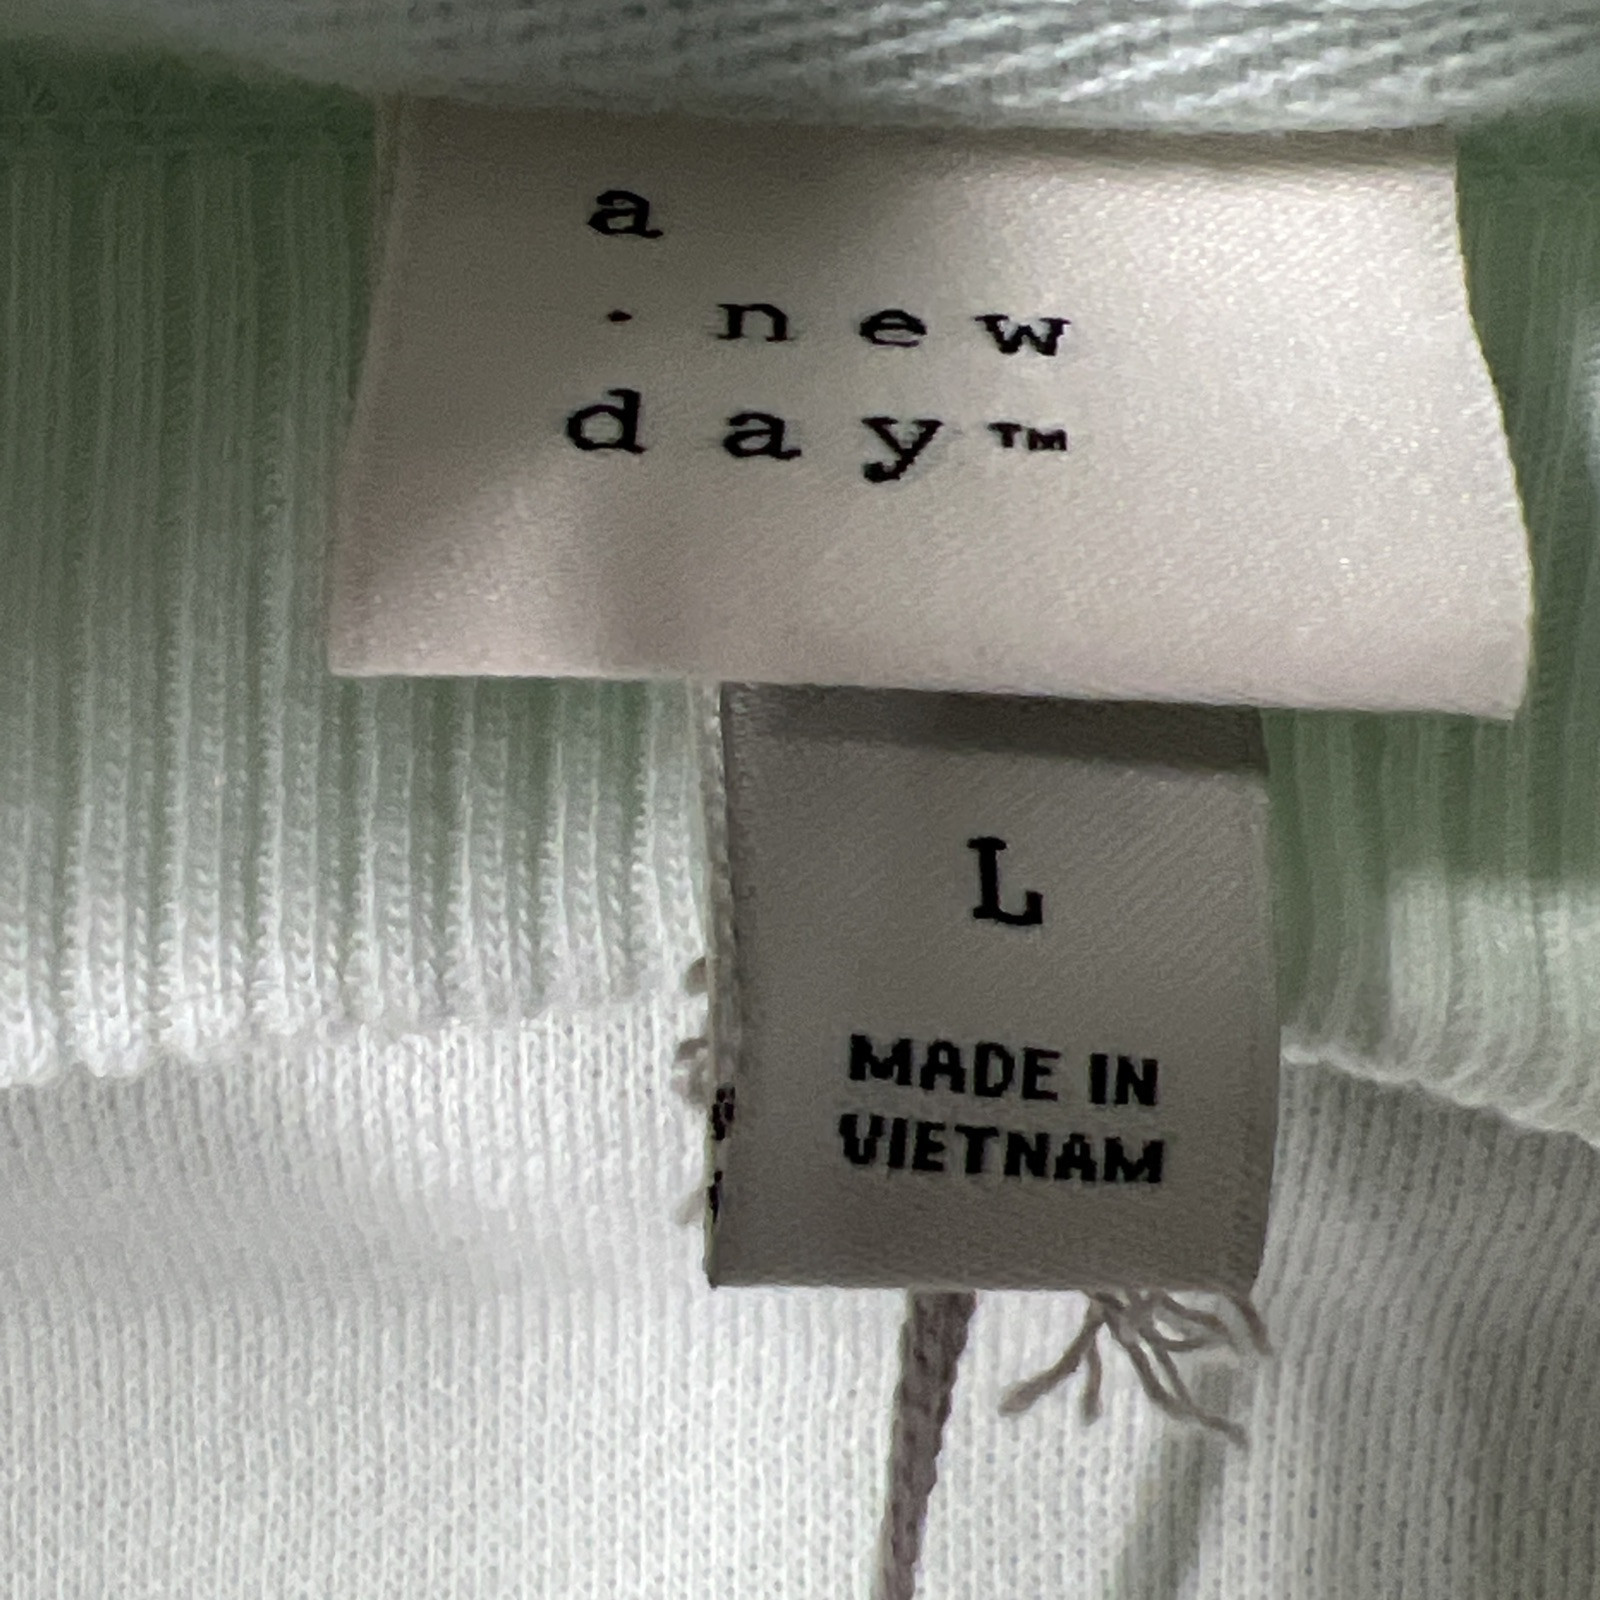 a
· new
day™
L
MADE IN
VIETNAM